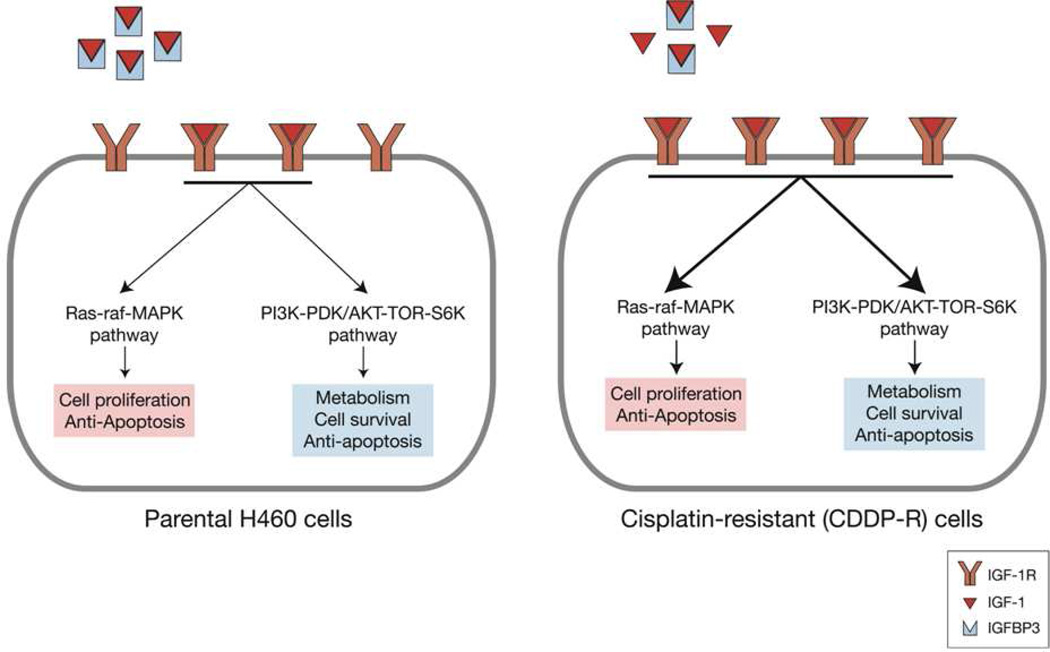 Ras-raf-MAPK
pathway
PI3K-PDK/AKT-TOR-S6K
pathway
Cell proliferation
Anti-Apoptosis
Metabolism
Cell survival
Anti-apoptosis
Parental H460 cells
Ras-raf-MAPK
pathway
PI3K-PDK/AKT-TOR-S6K
pathway
Cell proliferation
Anti-Apoptosis
Metabolism
Cell survival
Anti-apoptosis
Cisplatin-resistant (CDDP-R) cells
IGF-1R
IGF-1
IGFBP3